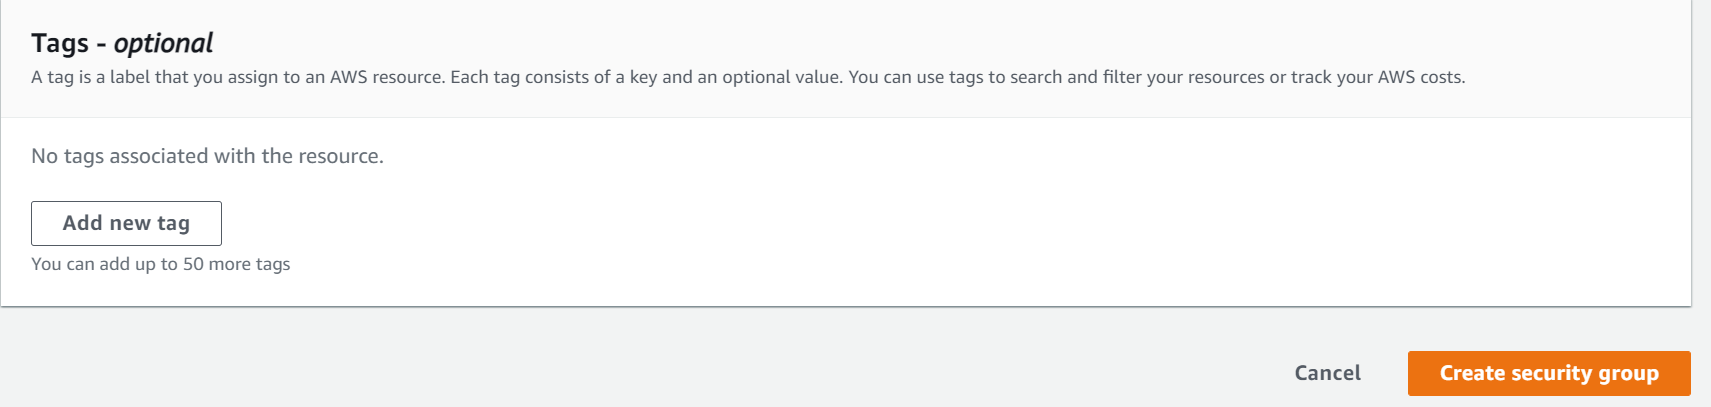 Tags - optional
A tag is a label that you assign to an AWS resource. Each tag consists of a key and an optional value. You can use tags to search and filter your resources or track your AWS costs.
No tags associated with the resource.
Add new tag
You can add up to 50 more tags
Cancel
Create security group